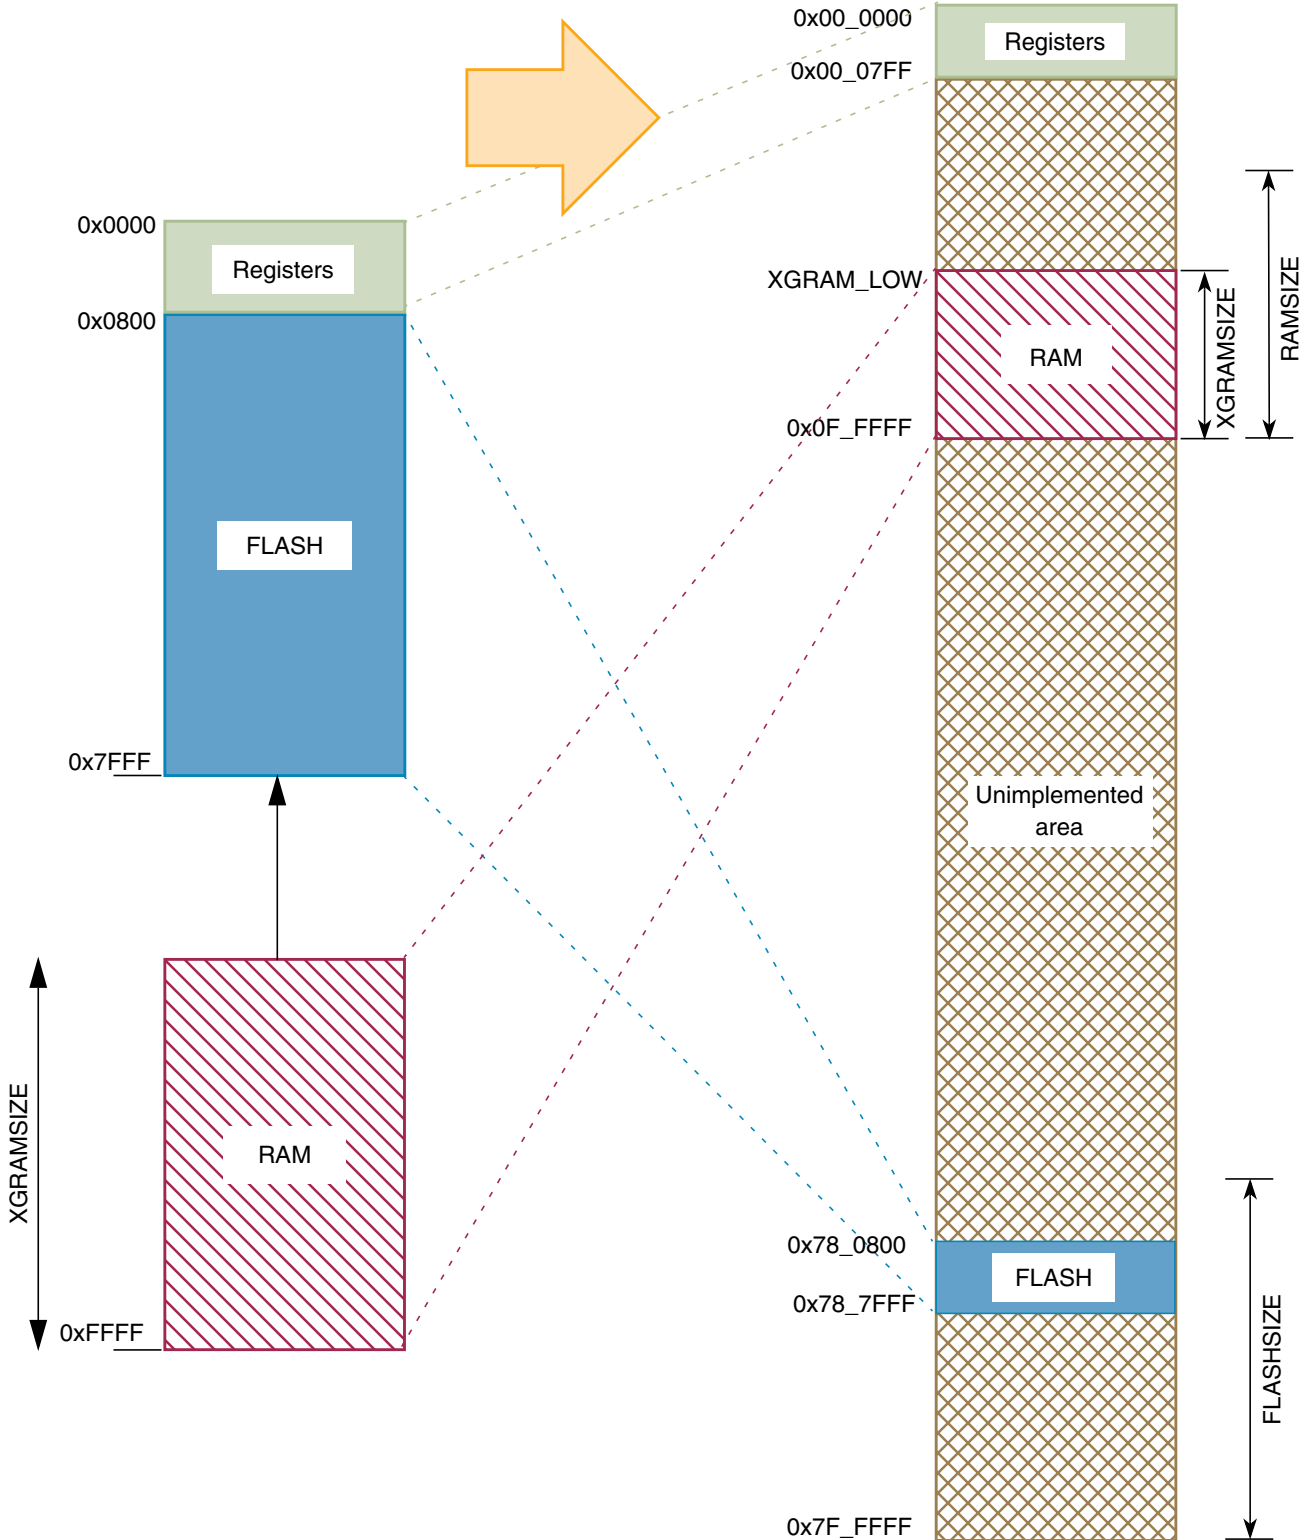 0x0000
Registers
0x0800
FLASH
0x7FFF
XGRAMSIZE
RAM
0xFFFF
0x00_0000
Registers
0x00_07FF
XGRAM_LOW
RAM
XGRAMSIZE
RAMSIZE
0x0F_FFFF
Unimplemented
area
0x78_0800
FLASH
0x78_7FFF
FLASHSIZE
0x7F_FFFF